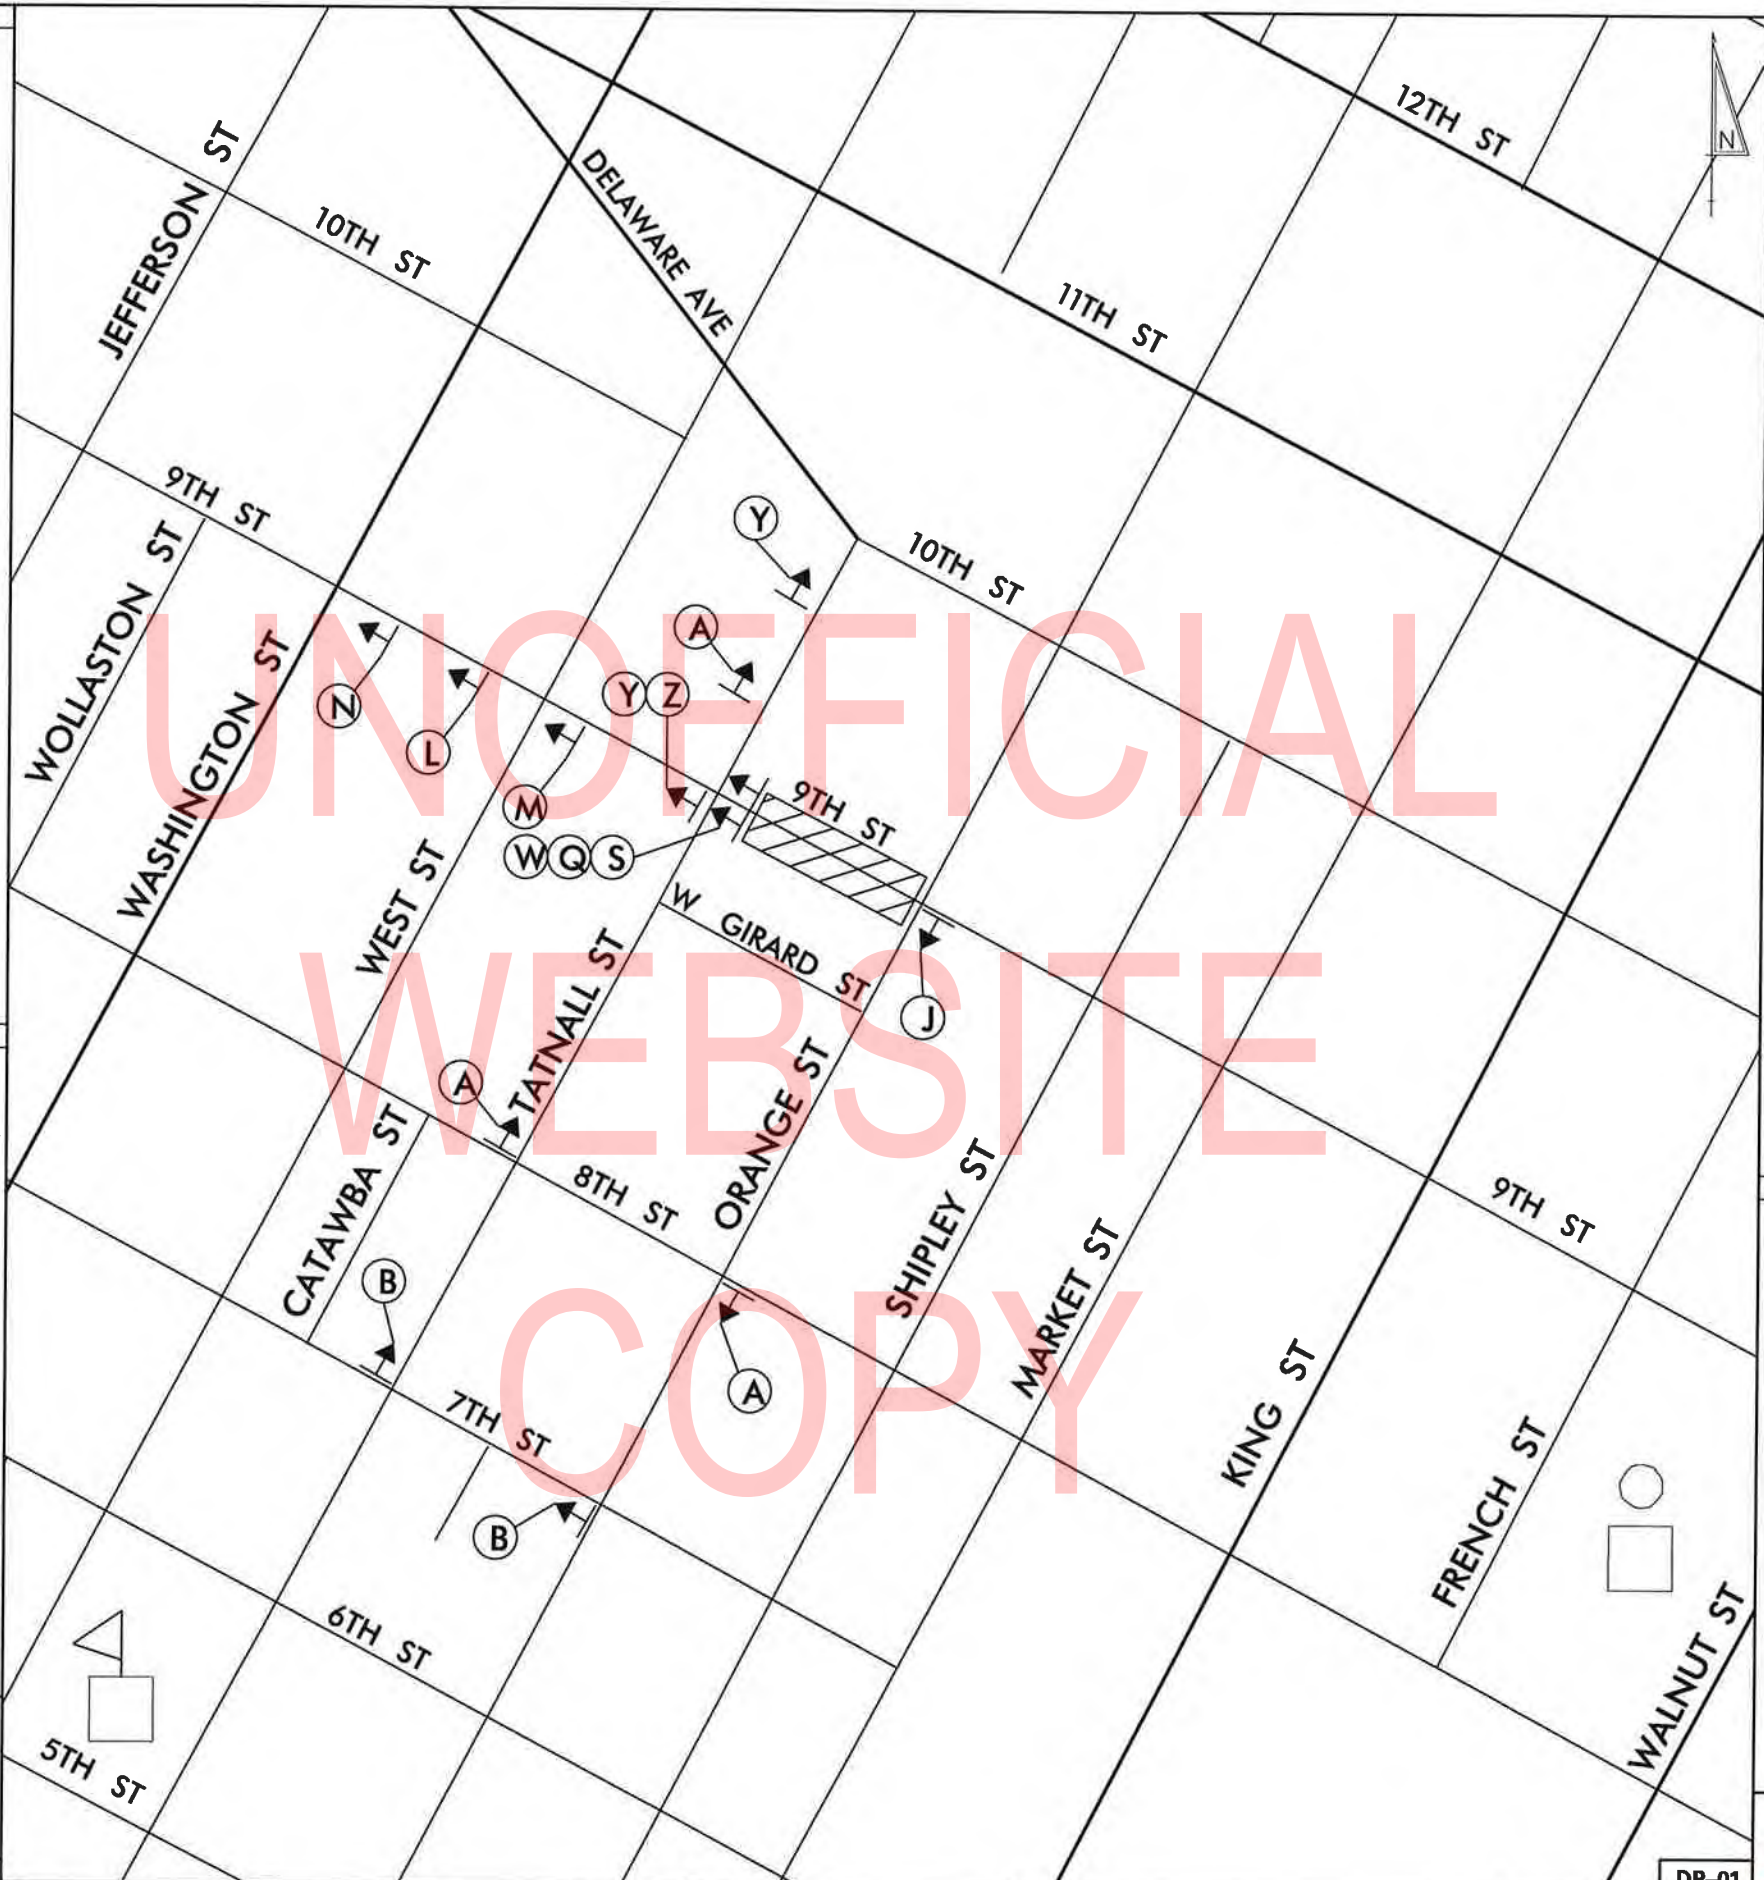 12TH ST
N
JEFFERSON ST
10TH ST
DELAWARE AVE
11TH ST
9TH ST
Y
10TH ST
WOLLASTON ST
A
UNOFFICIAL
WASHINGTON ST
N
Y Z
L
M
9TH ST
W Q S
WEST ST
W GIRARD ST
TATNALL ST
WEBSITE
J
A
ORANGE ST
CATAWBA ST
8TH ST
SHIPLEY ST
9TH ST
MARKET ST
B
COPY
A
KING ST
7TH ST
FRENCH ST
B
6TH ST
WALNUT ST
5TH ST